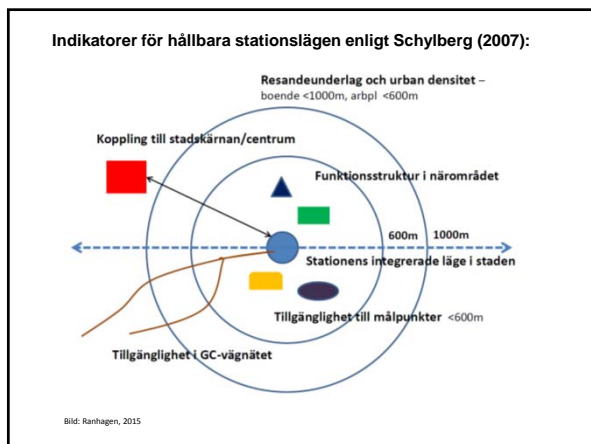 Indikatorer för hållbara stationslägen enligt Schylberg (2007):
Resandeunderlag och urban densitet –
boende <1000m, arbpl <600m
Koppling till stadskärnan/centrum
Funktionsstruktur i närområdet
600m 1000m
Stationens integrerade läge i staden
Tillgänglighet till målpunkter <600m
Tillgänglighet i GC-vägnätet
Bild: Ranhagen, 2015